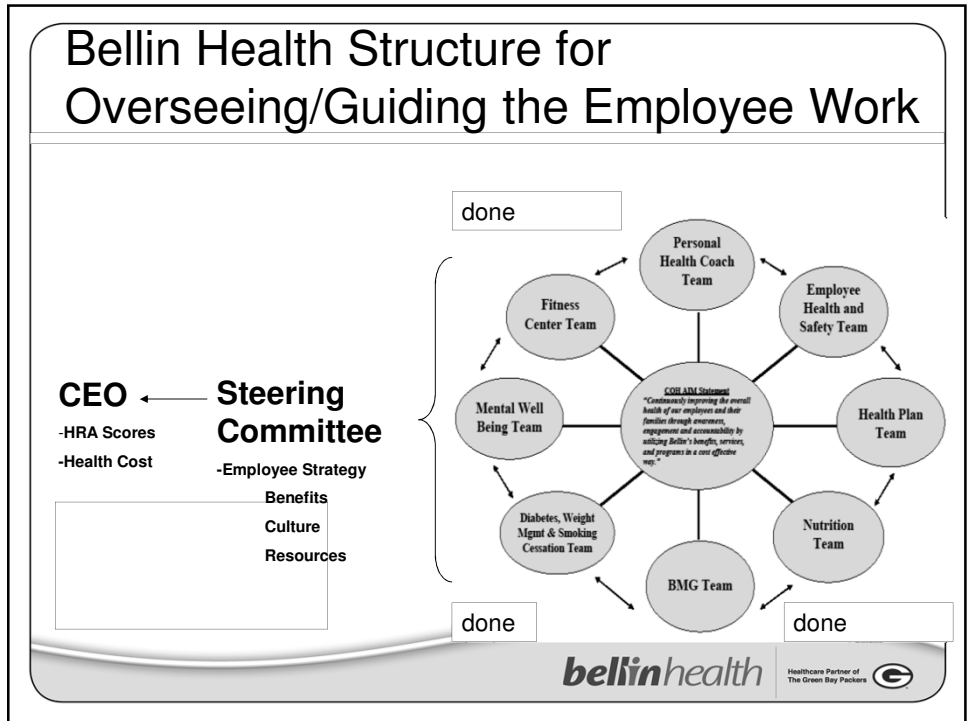 Bellin Health Structure for
Overseeing/Guiding the Employee Work
done
Personal
Health Coach
Team
Fitness
Center Team
Employee
Health and
Safety Team
CEO
-HRA Scores
-Health Cost
Steering
Committee
-Employee Strategy
Benefits
Culture
Resources
Mental Well
Being Team
COH AIM Statement
"Continuously improving the overall
health of our employees and their
families through awareness,
engagement and accountability by
utilizing Bellin's benefits, services,
and programs in a cost effective
way."
Health Plan
Team
Diabetes, Weight
Mgmt & Smoking
Cessation Team
Nutrition
Team
BMG Team
done
done
bellinhealth
Healthcare Partner of
The Green Bay Packers
G